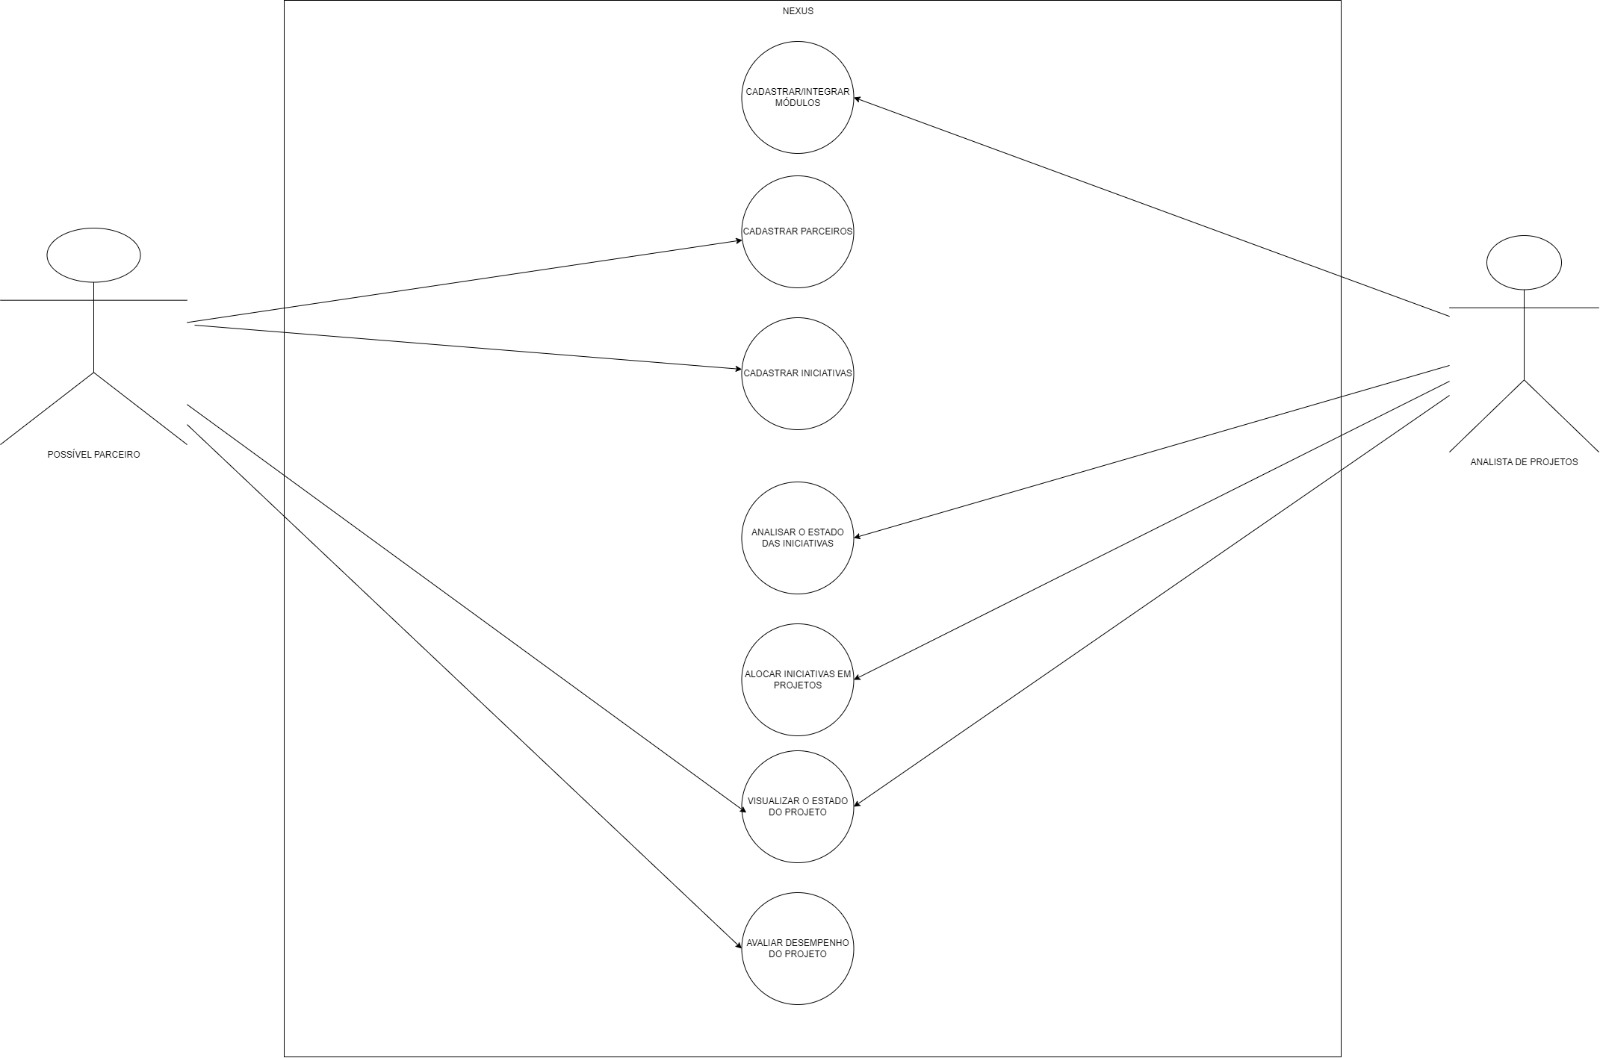 NEXUS
CADASTRAR/INTEGRAR
MÓDULOS
CADASTRAR PARCEIROS
CADASTRAR INICIATIVAS
POSSÍVEL PARCEIRO
ANALISTA DE PROJETOS
ANALISAR O ESTADO
DAS INICIATIVAS
ALOCAR INICIATIVAS EM
PROJETOS
VISUALIZAR O ESTADO
DO PROJETO
AVALIAR DESEMPENHO
DO PROJETO